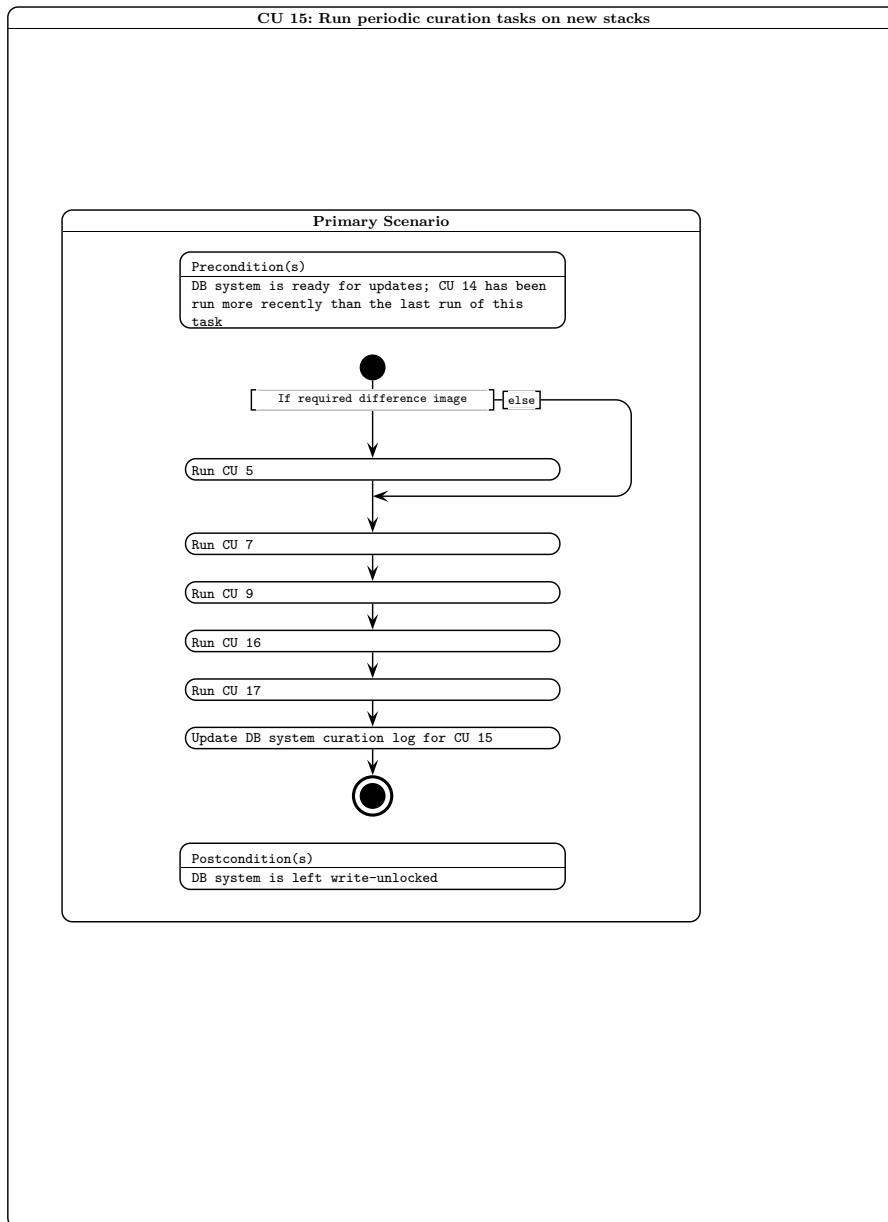 CU 15: Run periodic curation tasks on new stacks
Primary Scenario
Precondition(s)
DB system is ready for updates; CU 14 has been
run more recently than the last run of this
task
If required difference image
else
Run CU 5
Run CU 7
Run CU 9
Run CU 16
Run CU 17
Update DB system curation log for CU 15
Postcondition(s)
DB system is left write-unlocked